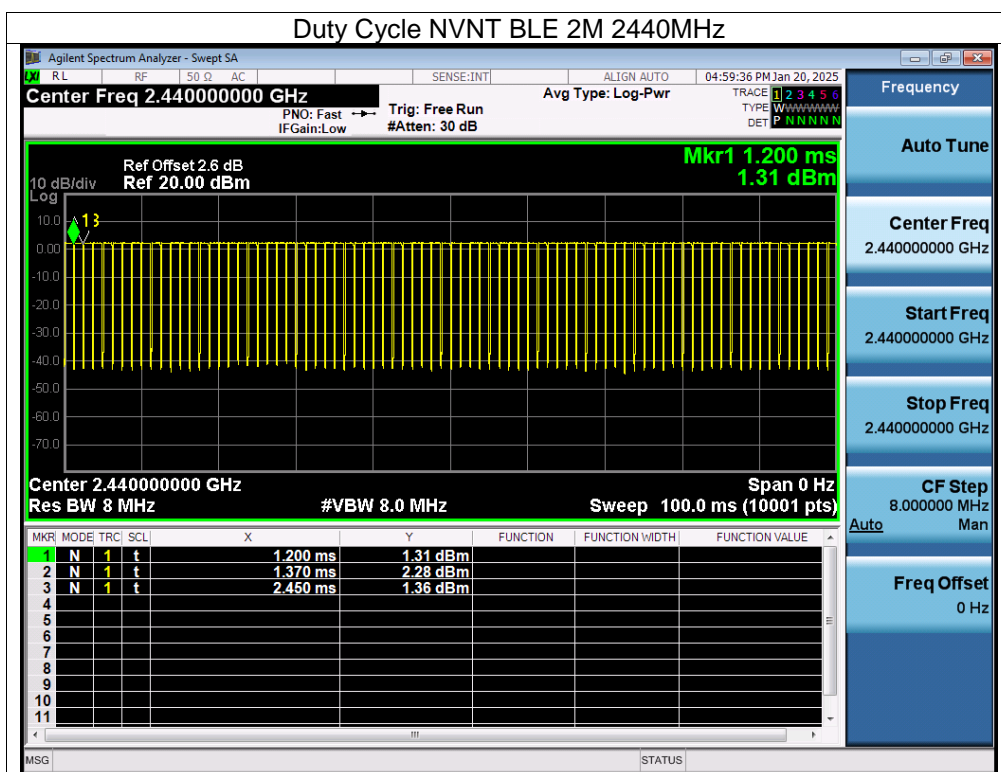 Duty Cycle NVNT BLE 2M 2440MHz
Agilent Spectrum Analyzer - Swept SA
LXI RL RF 50 Ω AC SENSE:INT ALIGN AUTO 04:59:36 PM Jan 20, 2025
Center Freq 2.440000000 GHz
PNO: Fast
IFGain:Low
Trig: Free Run
#Atten: 30 dB
Avg Type: Log-Pwr
TRACE 1 2 3 4 5 6
TYPE WWWWWW
DET P N N N N N
Mkr1 1.200 ms
1.31 dBm
Ref Offset 2.6 dB
10 dB/div Ref 20.00 dBm
Log
10.0
0.00
-10.0
-20.0
-30.0
-40.0
-50.0
-60.0
-70.0
1 3
Center 2.440000000 GHz Span 0 Hz
Res BW 8 MHz #VBW 8.0 MHz Sweep 100.0 ms (10001 pts)
MKR MODE TRC SCL X Y FUNCTION FUNCTION WIDTH FUNCTION VALUE
1 N 1 t 1.200 ms 1.31 dBm
2 N 1 t 1.370 ms 2.28 dBm
3 N 1 t 2.450 ms 1.36 dBm
4
5
6
7
8
9
10
11
MSG STATUS
Frequency
Auto Tune
Center Freq
2.440000000 GHz
Start Freq
2.440000000 GHz
Stop Freq
2.440000000 GHz
CF Step
8.000000 MHz
Auto Man
Freq Offset
0 Hz